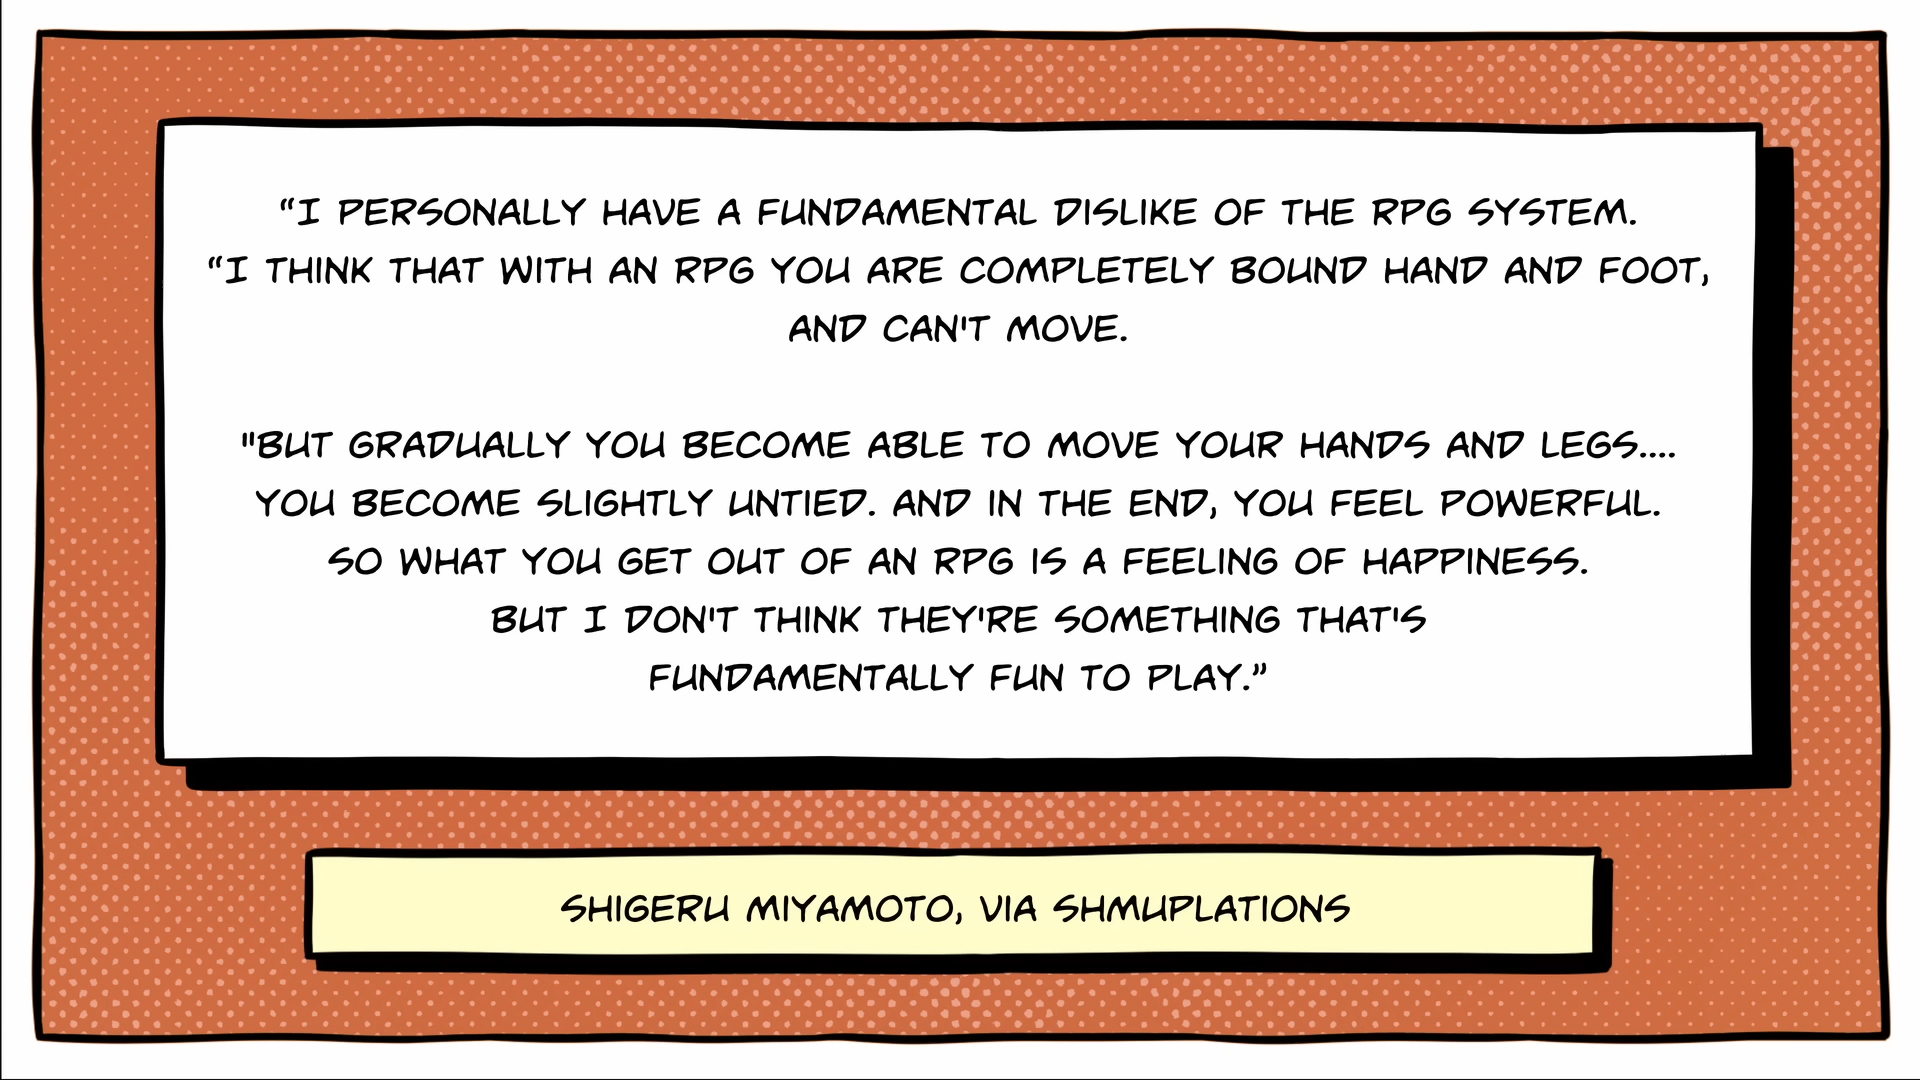 “I PERSONALLY HAVE A FUNDAMENTAL DISLIKE OF THE RPG SYSTEM.
“I THINK THAT WITH AN RPG YOU ARE COMPLETELY BOUND HAND AND FOOT,
AND CAN'T MOVE.
"BUT GRADUALLY YOU BECOME ABLE TO MOVE YOUR HANDS AND LEGS....
YOU BECOME SLIGHTLY UNTIED. AND IN THE END, YOU FEEL POWERFUL.
SO WHAT YOU GET OUT OF AN RPG IS A FEELING OF HAPPINESS.
BUT I DON'T THINK THEY'RE SOMETHING THAT'S
FUNDAMENTALLY FUN TO PLAY.”
SHIGERU MIYAMOTO, VIA SHMUPLATIONS